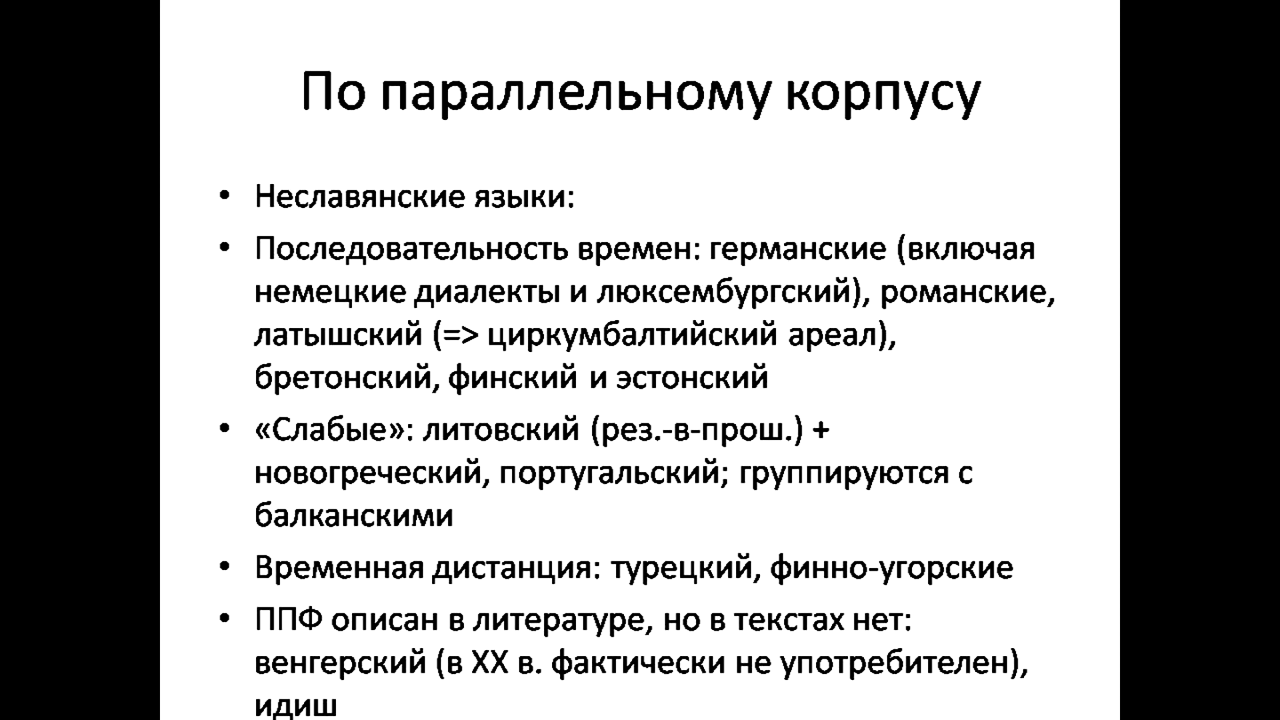 По параллельному корпусу
• Неславянские языки:
• Последовательность времен: германские (включая
немецкие диалекты и люксембургский), романские,
латышский (=> циркумбалтийский ареал),
бретонский, финский и эстонский
• «Слабые»: литовский (рез.-в-прош.) +
новогреческий, португальский; группируются с
балканскими
• Временная дистанция: турецкий, финно-угорские
• ППФ описан в литературе, но в текстах нет:
венгерский (в XX в. фактически не употребителен),
идиш